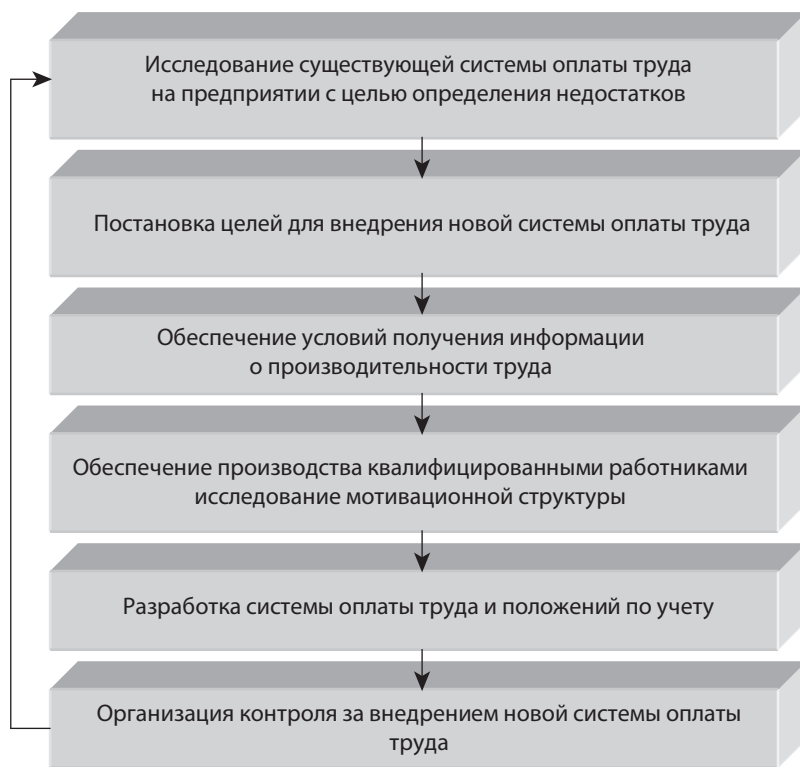 Исследование существующей системы оплаты труда
на предприятии с целью определения недостатков
Постановка целей для внедрения новой системы оплаты труда
Обеспечение условий получения информации
о производительности труда
Обеспечение производства квалифицированными работниками
исследование мотивационной структуры
Разработка системы оплаты труда и положений по учету
Организация контроля за внедрением новой системы оплаты
труда